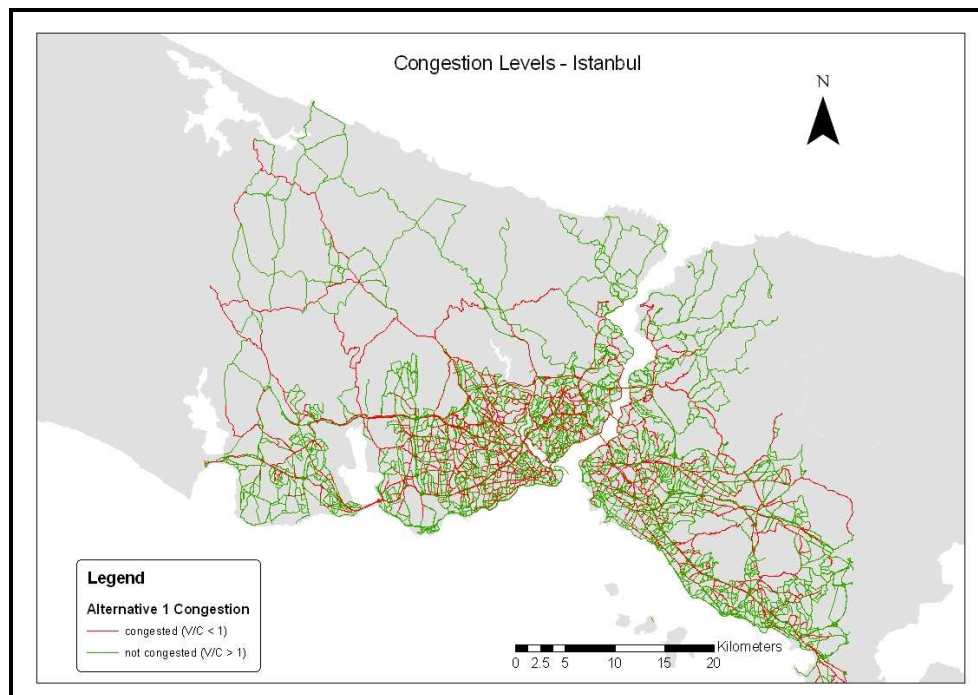 Congestion Levels - Istanbul
N
Legend
Alternative 1 Congestion
congested (V/C < 1)
not congested (V/C > 1)
Kilometers
0 2.5 5 10 15 20